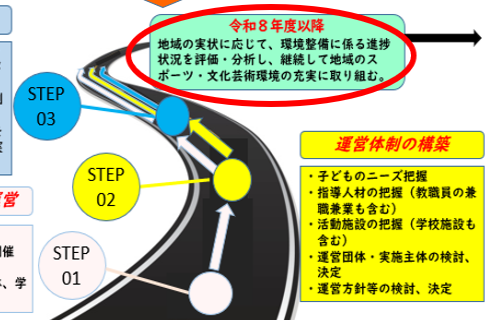 令和８年度以降
地域の実状に応じて、環境整備に係る進捗
状況を評価・分析し、継続して地域のス
ポーツ・文化芸術環境の充実に取り組む。
STEP
03
運営体制の構築
STEP
02
・子どものニーズ把握
・指導人材の把握（教職員の兼
職兼業も含む）
・活動施設の把握（学校施設も
含む）
・運営団体・実施主体の検討、
決定
・運営方針等の検討、決定
営
催
、学
STEP
01